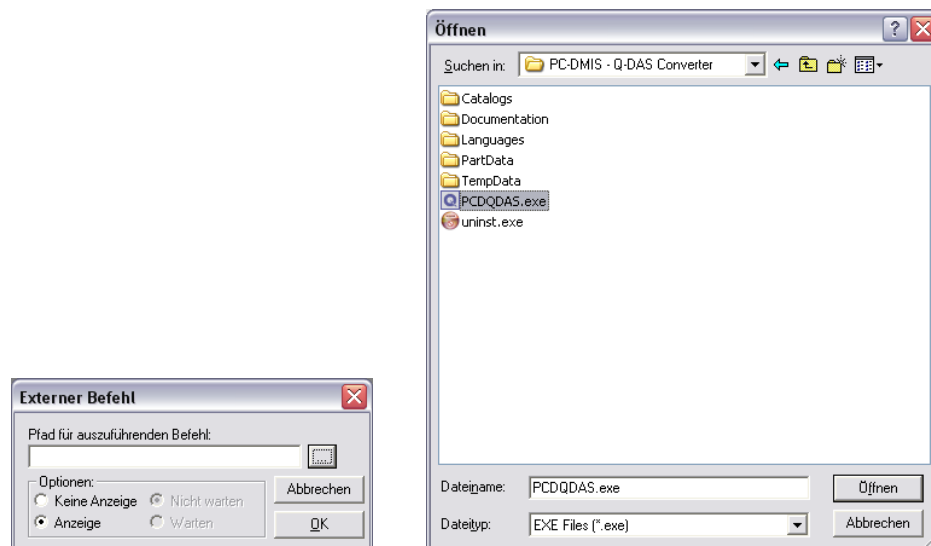 Öffnen
Suchen in: PC-DMIS - Q-DAS Converter
Catalogs
Documentation
Languages
PartData
TempData
PCDQDAS.exe
uninst.exe
Dateiname: PCDQDAS.exe Öffnen
Dateityp: EXE Files (*.exe) Abbrechen
Externer Befehl
Pfad für auszuführenden Befehl:
...
Optionen:
Keine Anzeige Nicht warten Abbrechen
Anzeige Warten OK